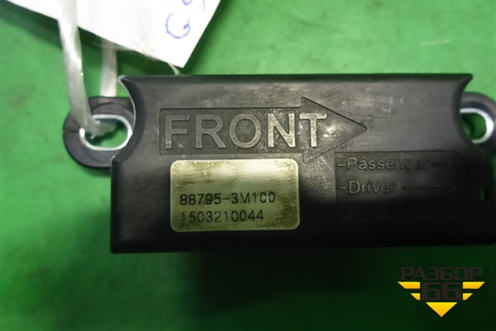 FRONT
-Passenger
-Driver
88795-3M100
1503210044
РАЗБОР
66